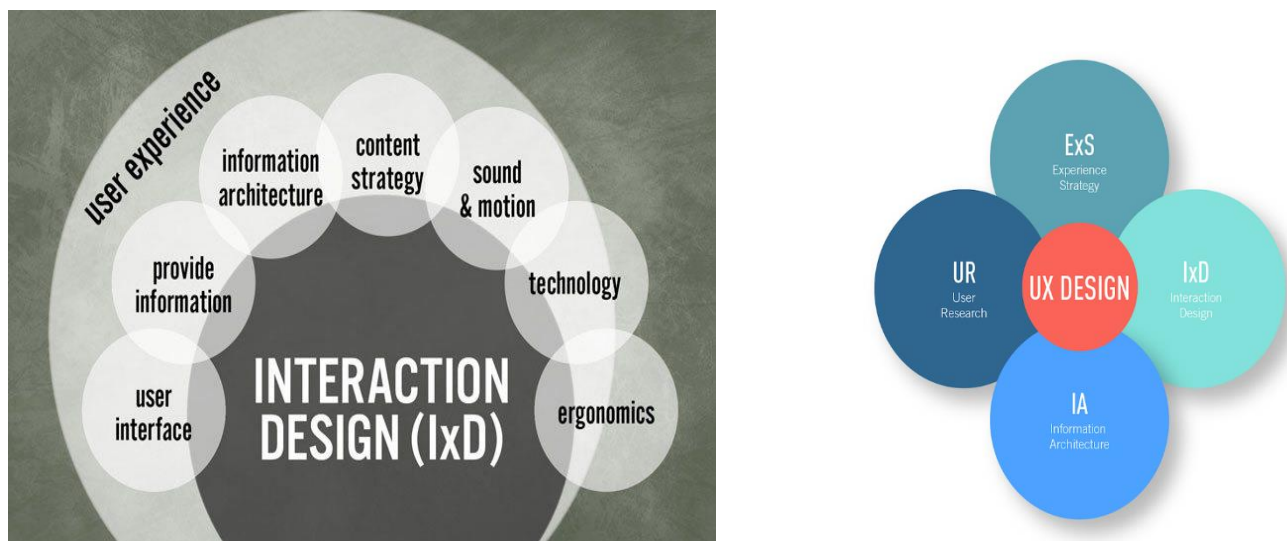 user experience
information
architecture
content
strategy
sound
& motion
provide
information
technology
user
interface
ergonomics
INTERACTION
DESIGN (IxD)
ExS
Experience
Strategy
UR
User
Research
UX DESIGN
IxD
Interaction
Design
IA
Information
Architecture